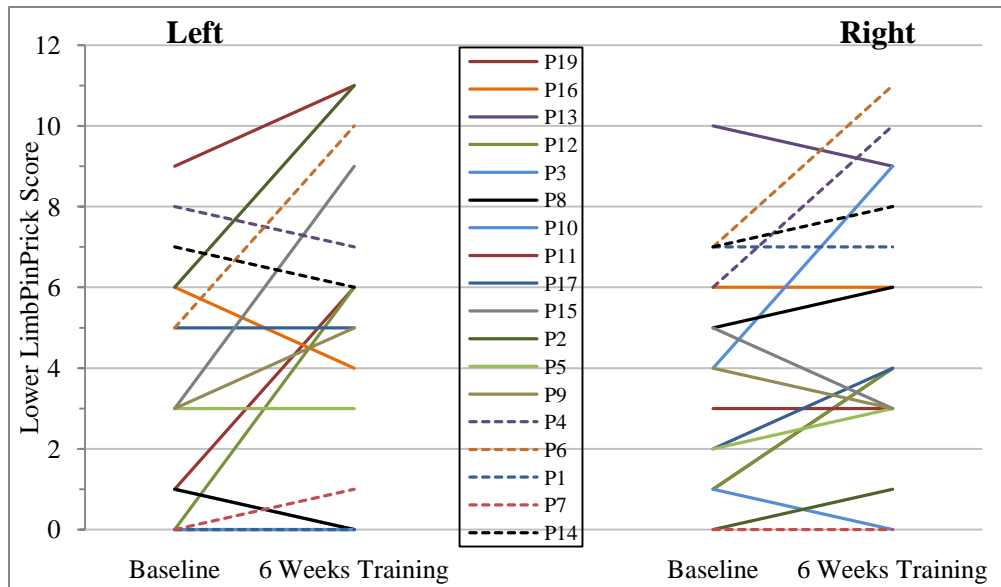 Left
Right
Lower LimbPinPrick Score
12
10
8
6
4
2
0
P19
P16
P13
P12
P3
P8
P10
P11
P17
P15
P2
P5
P9
P4
P6
P1
P7
P14
Baseline
6 Weeks Training
Baseline
6 Weeks Training